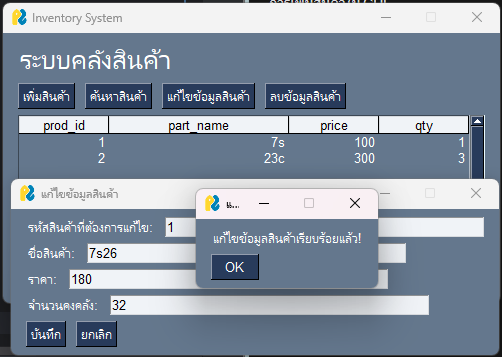 Inventory System
ระบบคลังสินค้า
เพิ่มสินค้า ค้นหาสินค้า แก้ไขข้อมูลสินค้า ลบข้อมูลสินค้า
prod_id part_name price qty
1 7s 100 1
2 23c 300 3
แก้ไขข้อมูลสินค้า
รหัสสินค้าที่ต้องการแก้ไข: 1
ชื่อสินค้า: 7s26
ราคา: 180
จำนวนคงคลัง: 32
บันทึก ยกเลิก
แ...
แก้ไขข้อมูลสินค้าเรียบร้อยแล้ว!
OK